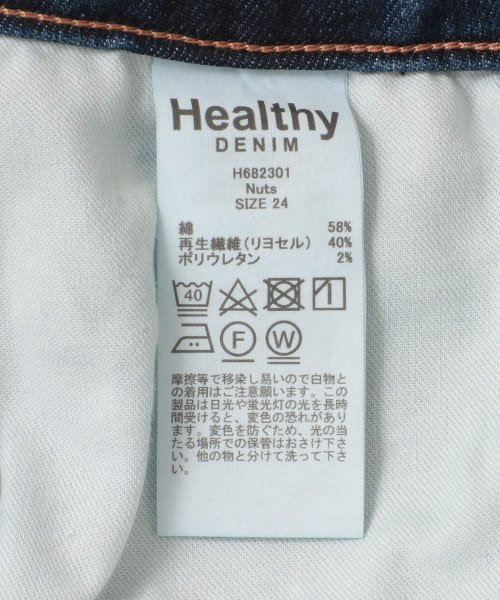 Healthy
DENIM
H682301
Nuts
SIZE 24
綿 58%
再生繊維(リヨセル) 40%
ポリウレタン 2%
40
F W
摩擦等で移染し易いので白物と
の着用はご注意願います。この
製品は日光や蛍光灯の光を長時
間受けると、変色の恐れがあり
ます。変色を防ぐため、光の当
たる場所での保管はおさけ下さ
い。他の物と分けて洗って下さ
い。